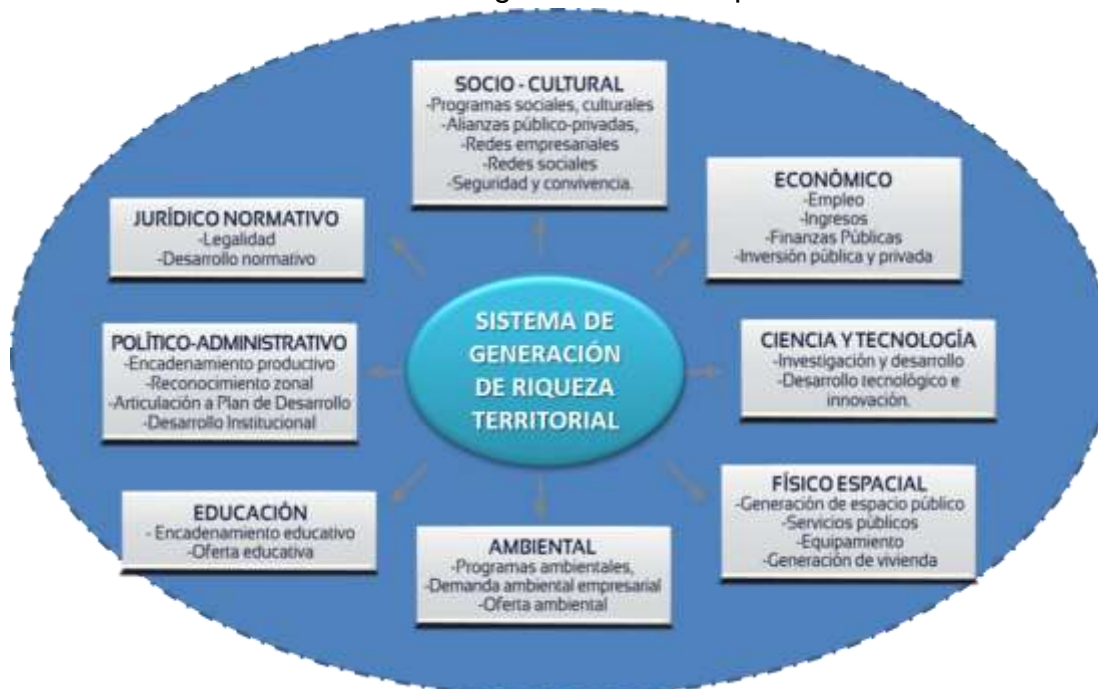 SOCIO - CULTURAL
-Programas sociales, culturales
-Alianzas público-privadas,
-Redes empresariales
-Redes sociales
-Seguridad y convivencia.
ECONÓMICO
-Empleo
-Ingresos
-Finanzas Públicas
-Inversión pública y privada
JURÍDICO NORMATIVO
-Legalidad
-Desarrollo normativo
SISTEMA DE
GENERACIÓN
DE RIQUEZA
TERRITORIAL
POLÍTICO-ADMINISTRATIVO
-Encadenamiento productivo
-Reconocimiento zonal
-Articulación a Plan de Desarrollo
-Desarrollo Institucional
CIENCIA Y TECNOLOGÍA
-Investigación y desarrollo
-Desarrollo tecnológico e
innovación.
EDUCACIÓN
- Encadenamiento educativo
-Oferta educativa
AMBIENTAL
-Programas ambientales,
-Demanda ambiental empresarial
-Oferta ambiental
FÍSICO ESPACIAL
-Generación de espacio público
-Servicios públicos
-Equipamiento
-Generación de vivienda